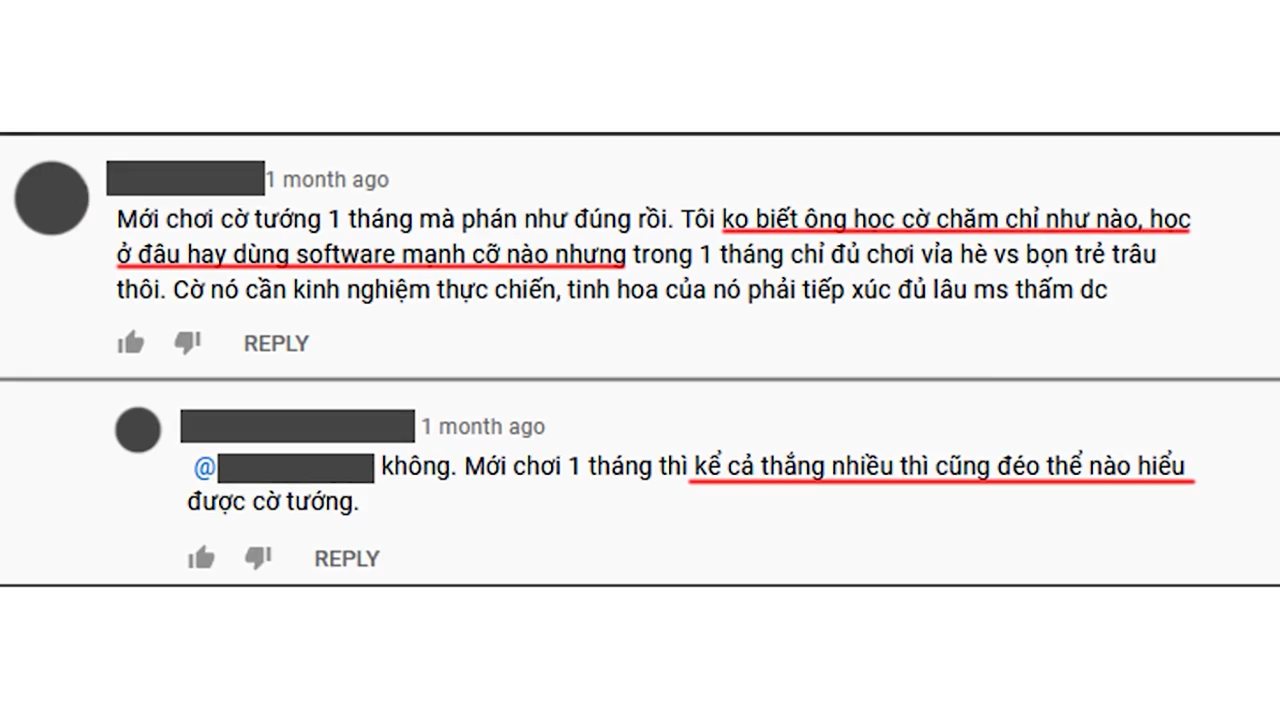 1 month ago
Mới chơi cờ tướng 1 tháng mà phán như đúng rồi. Tôi ko biết ông học cờ chăm chỉ như nào, học
ở đâu hay dùng software mạnh cỡ nào nhưng trong 1 tháng chỉ đủ chơi vỉa hè vs bọn trẻ trâu
thôi. Cờ nó cần kinh nghiệm thực chiến, tinh hoa của nó phải tiếp xúc đủ lâu ms thấm dc
REPLY
1 month ago
@ không. Mới chơi 1 tháng thì kể cả thắng nhiều thì cũng đéo thể nào hiểu
được cờ tướng.
REPLY